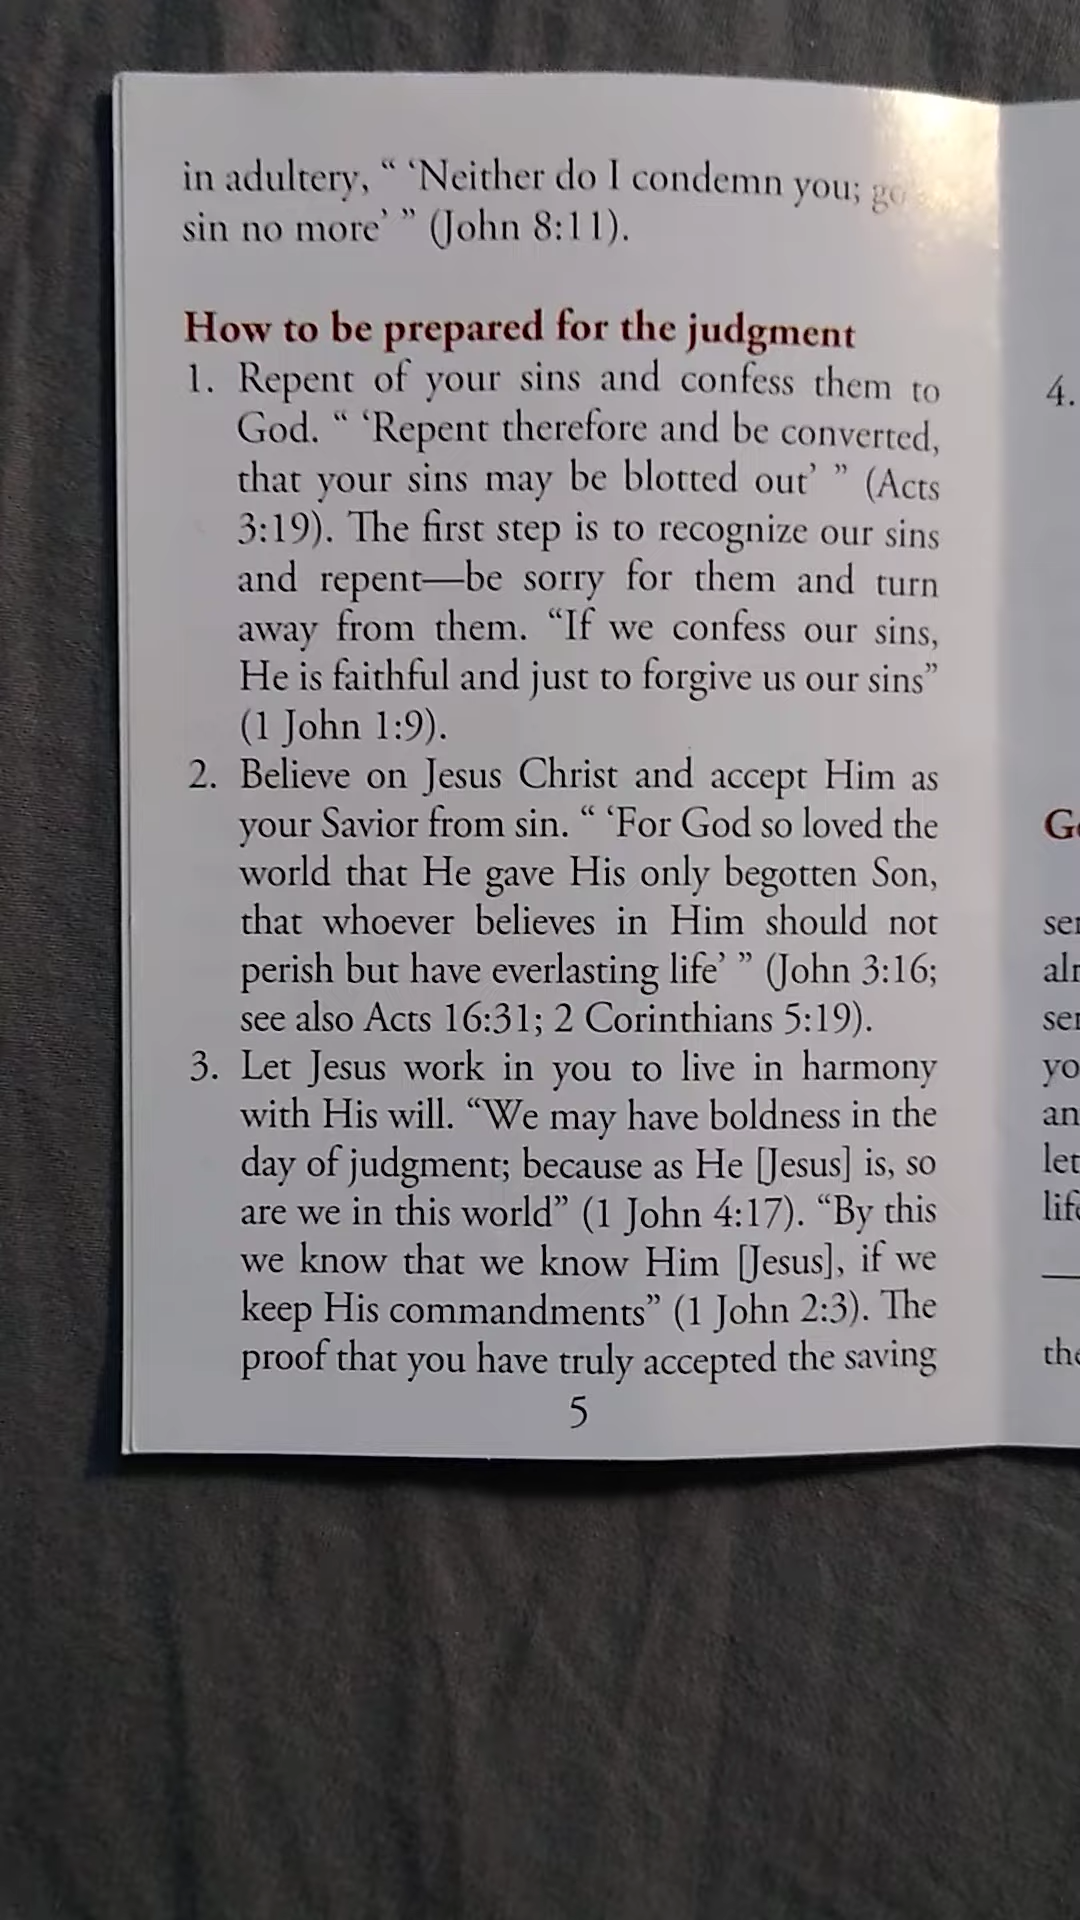 in adultery, “ ‘Neither do I condemn you; go
sin no more’ ” (John 8:11).
How to be prepared for the judgment
1. Repent of your sins and confess them to
God. “ ‘Repent therefore and be converted,
that your sins may be blotted out’ ” (Acts
3:19). The first step is to recognize our sins
and repent—be sorry for them and turn
away from them. “If we confess our sins,
He is faithful and just to forgive us our sins”
(1 John 1:9).
2. Believe on Jesus Christ and accept Him as
your Savior from sin. “ ‘For God so loved the
world that He gave His only begotten Son,
that whoever believes in Him should not
perish but have everlasting life’ ” (John 3:16;
see also Acts 16:31; 2 Corinthians 5:19).
3. Let Jesus work in you to live in harmony
with His will. “We may have boldness in the
day of judgment; because as He [Jesus] is, so
are we in this world” (1 John 4:17). “By this
we know that we know Him [Jesus], if we
keep His commandments” (1 John 2:3). The
proof that you have truly accepted the saving
5
4.